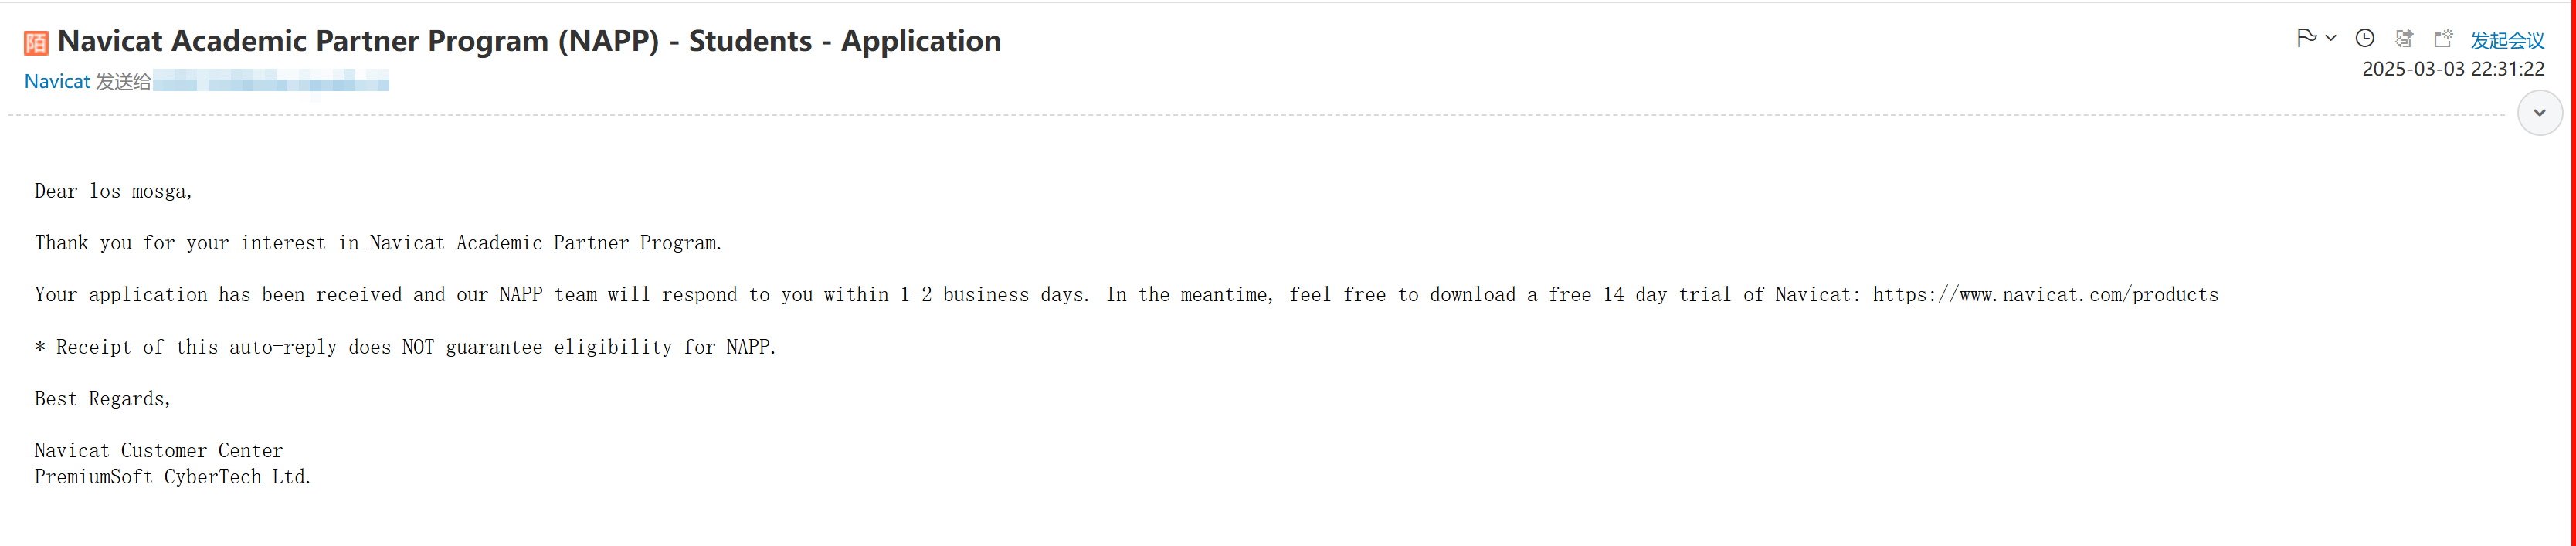 陌 Navicat Academic Partner Program (NAPP) - Students - Application
发起会议
Navicat 发送给
2025-03-03 22:31:22
Dear los mosga,
Thank you for your interest in Navicat Academic Partner Program.
Your application has been received and our NAPP team will respond to you within 1-2 business days. In the meantime, feel free to download a free 14-day trial of Navicat: https://www.navicat.com/products
* Receipt of this auto-reply does NOT guarantee eligibility for NAPP.
Best Regards,
Navicat Customer Center
PremiumSoft CyberTech Ltd.